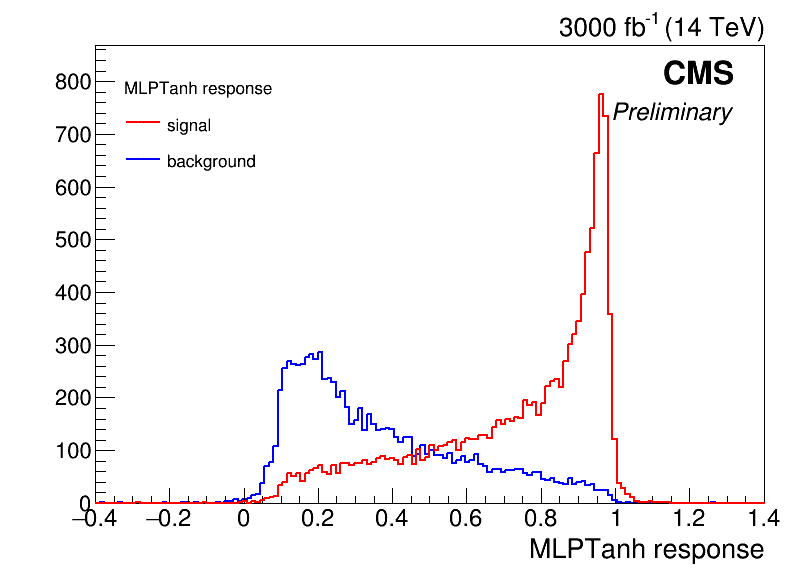 3000 fb-1 (14 TeV)
CMS
Preliminary
MLPTanh response
signal
background
800
700
600
500
400
300
200
100
0
−0.4 −0.2 0 0.2 0.4 0.6 0.8 1 1.2 1.4
MLPTanh response